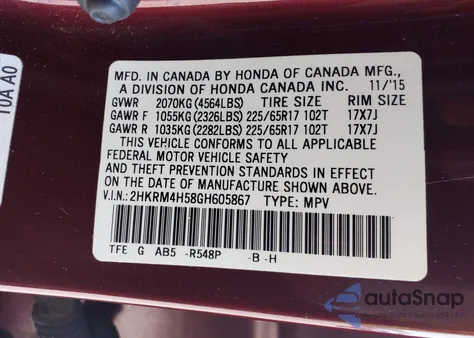 10A A0
MFD. IN CANADA BY HONDA OF CANADA MFG.,
A DIVISION OF HONDA CANADA INC. 11/'15
GVWR 2070KG (4564LBS) TIRE SIZE RIM SIZE
GAWR F 1055KG (2326LBS) 225/65R17 102T 17X7J
GAWR R 1035KG (2282LBS) 225/65R17 102T 17X7J
THIS VEHICLE CONFORMS TO ALL APPLICABLE
FEDERAL MOTOR VEHICLE SAFETY
AND THEFT PREVENTION STANDARDS IN EFFECT
ON THE DATE OF MANUFACTURE SHOWN ABOVE.
V.I.N.: 2HKRM4H58GH605867 TYPE: MPV
TFE G AB5 -R548P -B -H
autoSnap